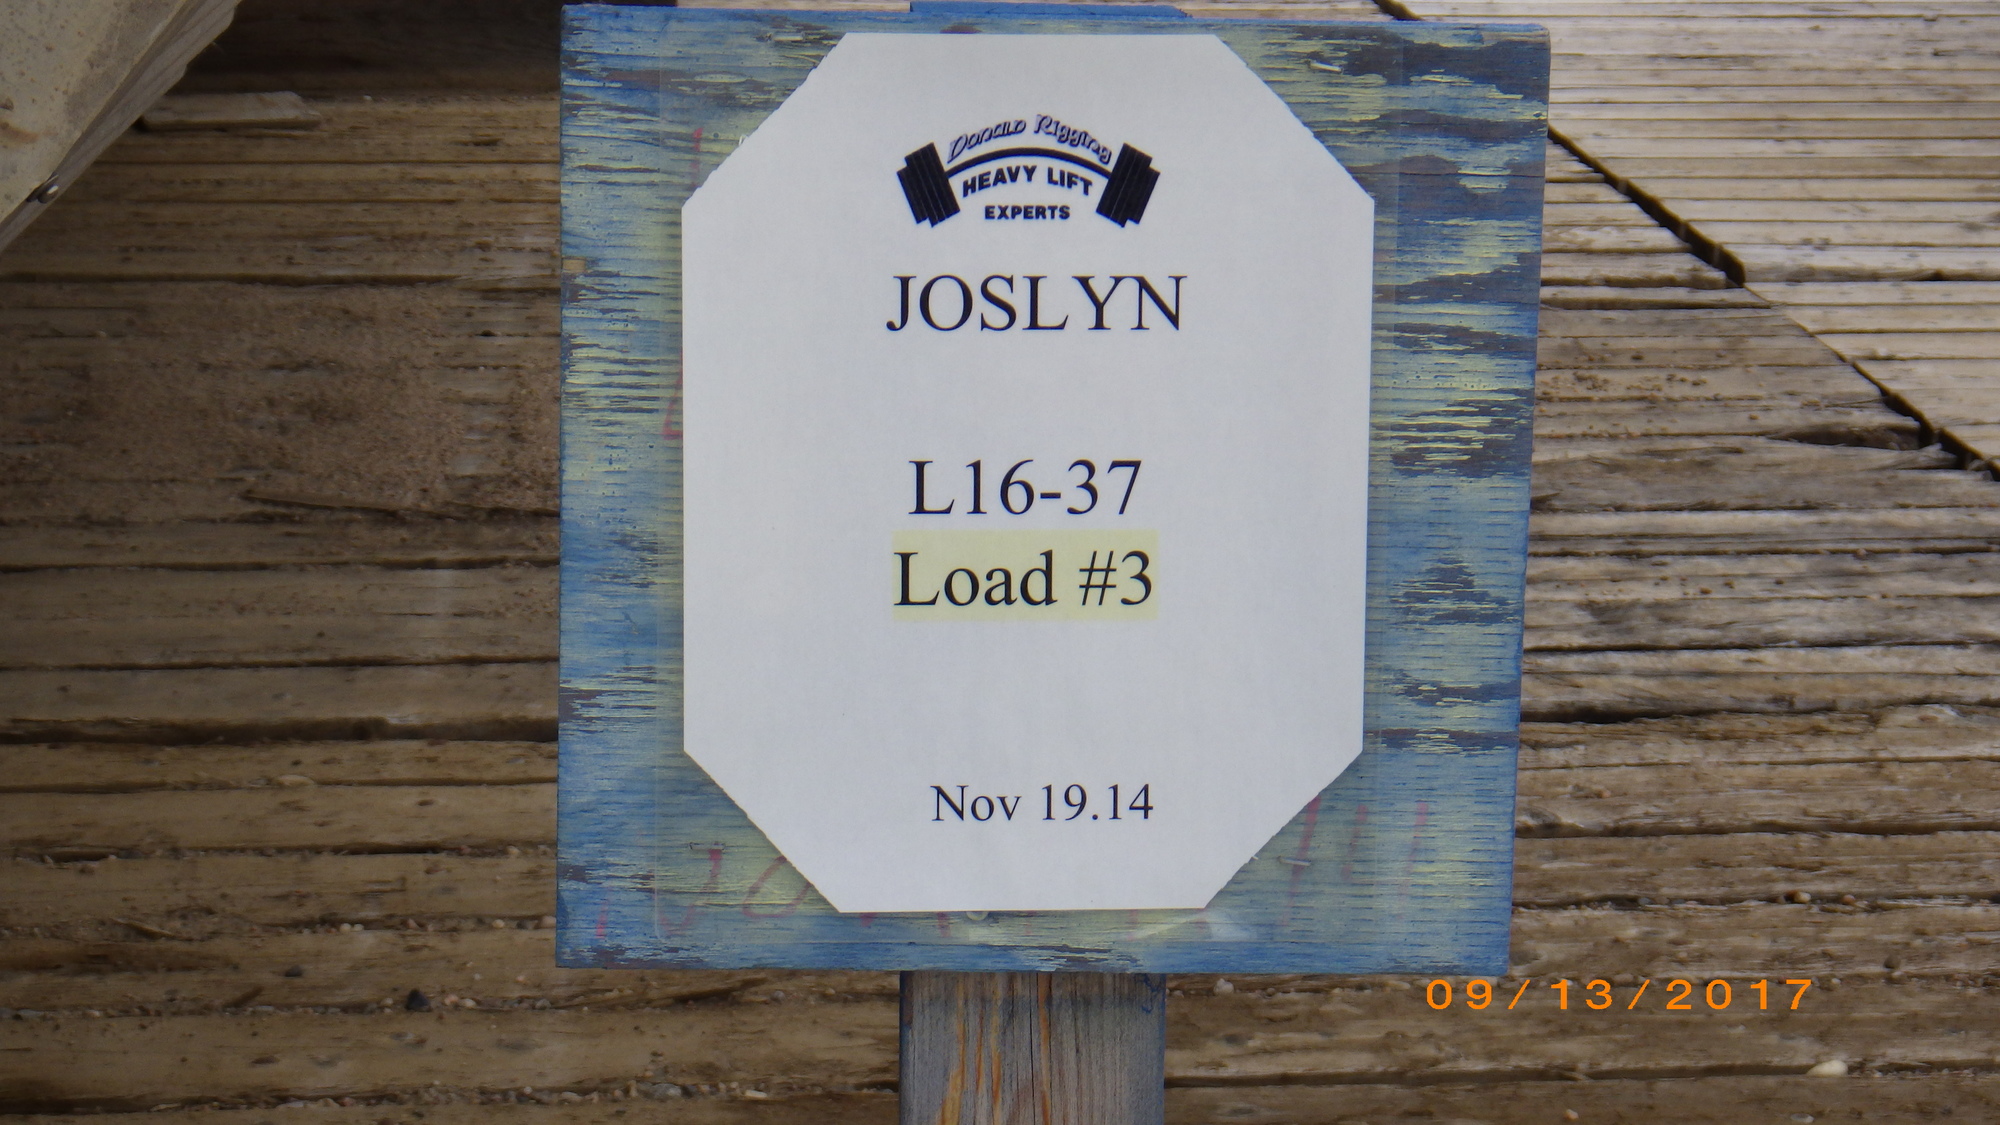 Donald Rigging
HEAVY LIFT
EXPERTS
JOSLYN
L16-37
Load #3
Nov 19.14
09/13/2017